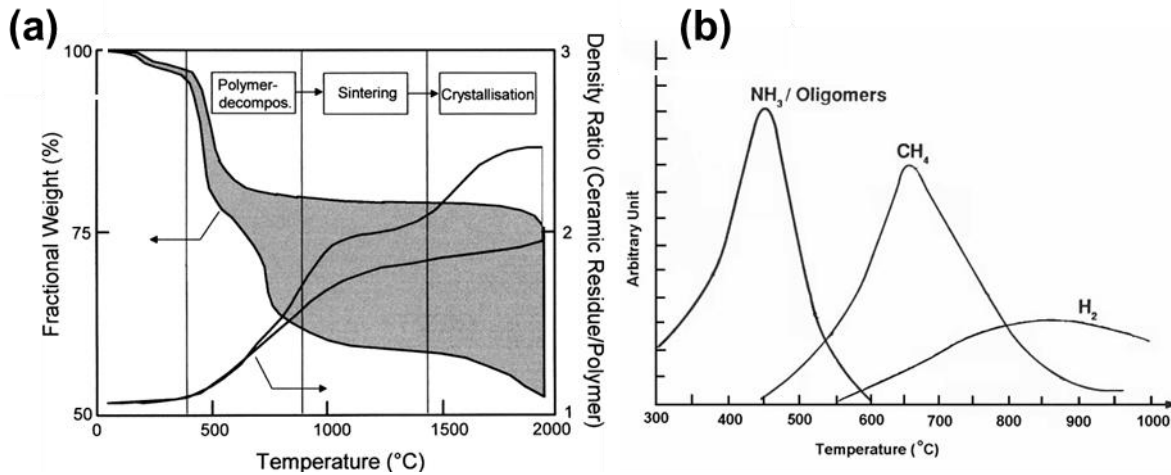 (a)
100
75
50
Fractional Weight (%)
Polymer-
decompos.
Sintering
Crystallisation
3
2
1
Density Ratio (Ceramic Residue/Polymer)
0
500
1000
1500
2000
Temperature (°C)
(b)
Arbitrary Unit
NH3 / Oligomers
CH4
H2
300
400
500
600
700
800
900
1000
Temperature (°C)